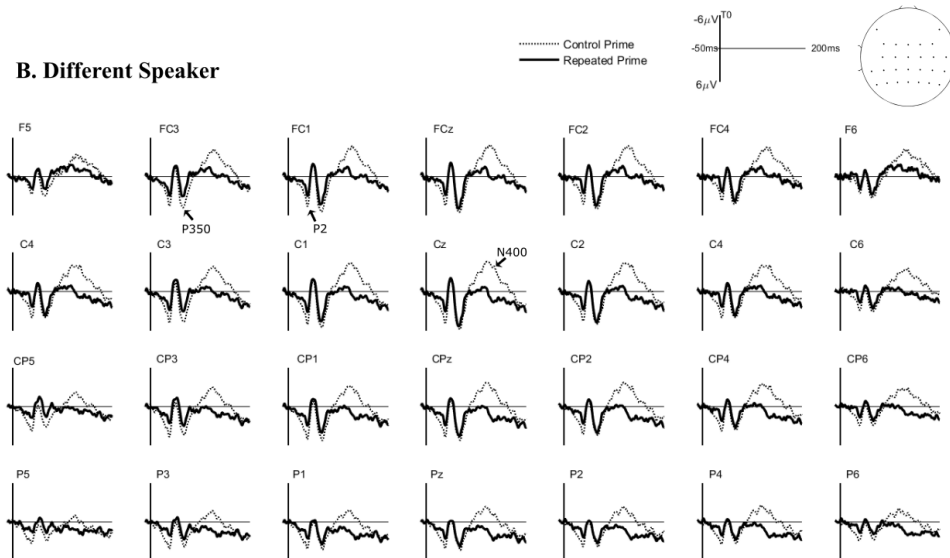 -6μV T0
Control Prime
-50ms 200ms
Repeated Prime
B. Different Speaker
6μV
F5 FC3 FC1 FCz FC2 FC4 F6
P350 P2
C4 C3 C1 Cz C2 C4 C6
N400
CP5 CP3 CP1 CPz CP2 CP4 CP6
P5 P3 P1 Pz P2 P4 P6